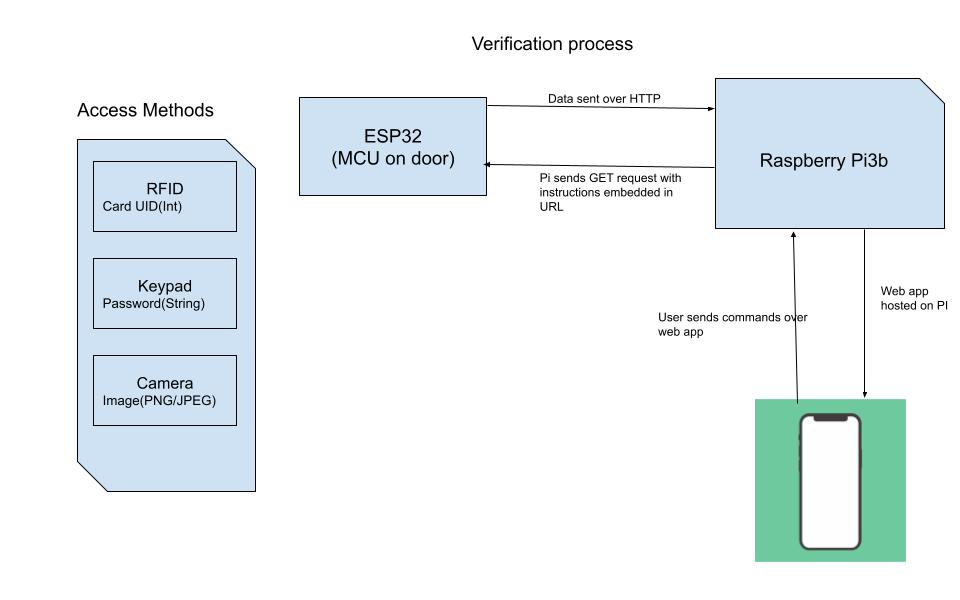 Verification process
Access Methods
RFID
Card UID(Int)
Keypad
Password(String)
Camera
Image(PNG/JPEG)
ESP32
(MCU on door)
Data sent over HTTP
Pi sends GET request with
instructions embedded in
URL
Raspberry Pi3b
User sends commands over
web app
Web app
hosted on PI